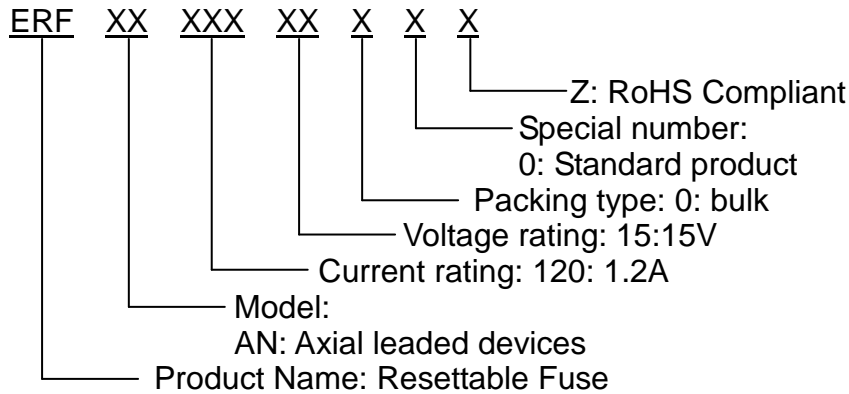 ERF XX XXX XX X X X
Z: RoHS Compliant
Special number:
0: Standard product
Packing type: 0: bulk
Voltage rating: 15:15V
Current rating: 120: 1.2A
Model:
AN: Axial leaded devices
Product Name: Resettable Fuse